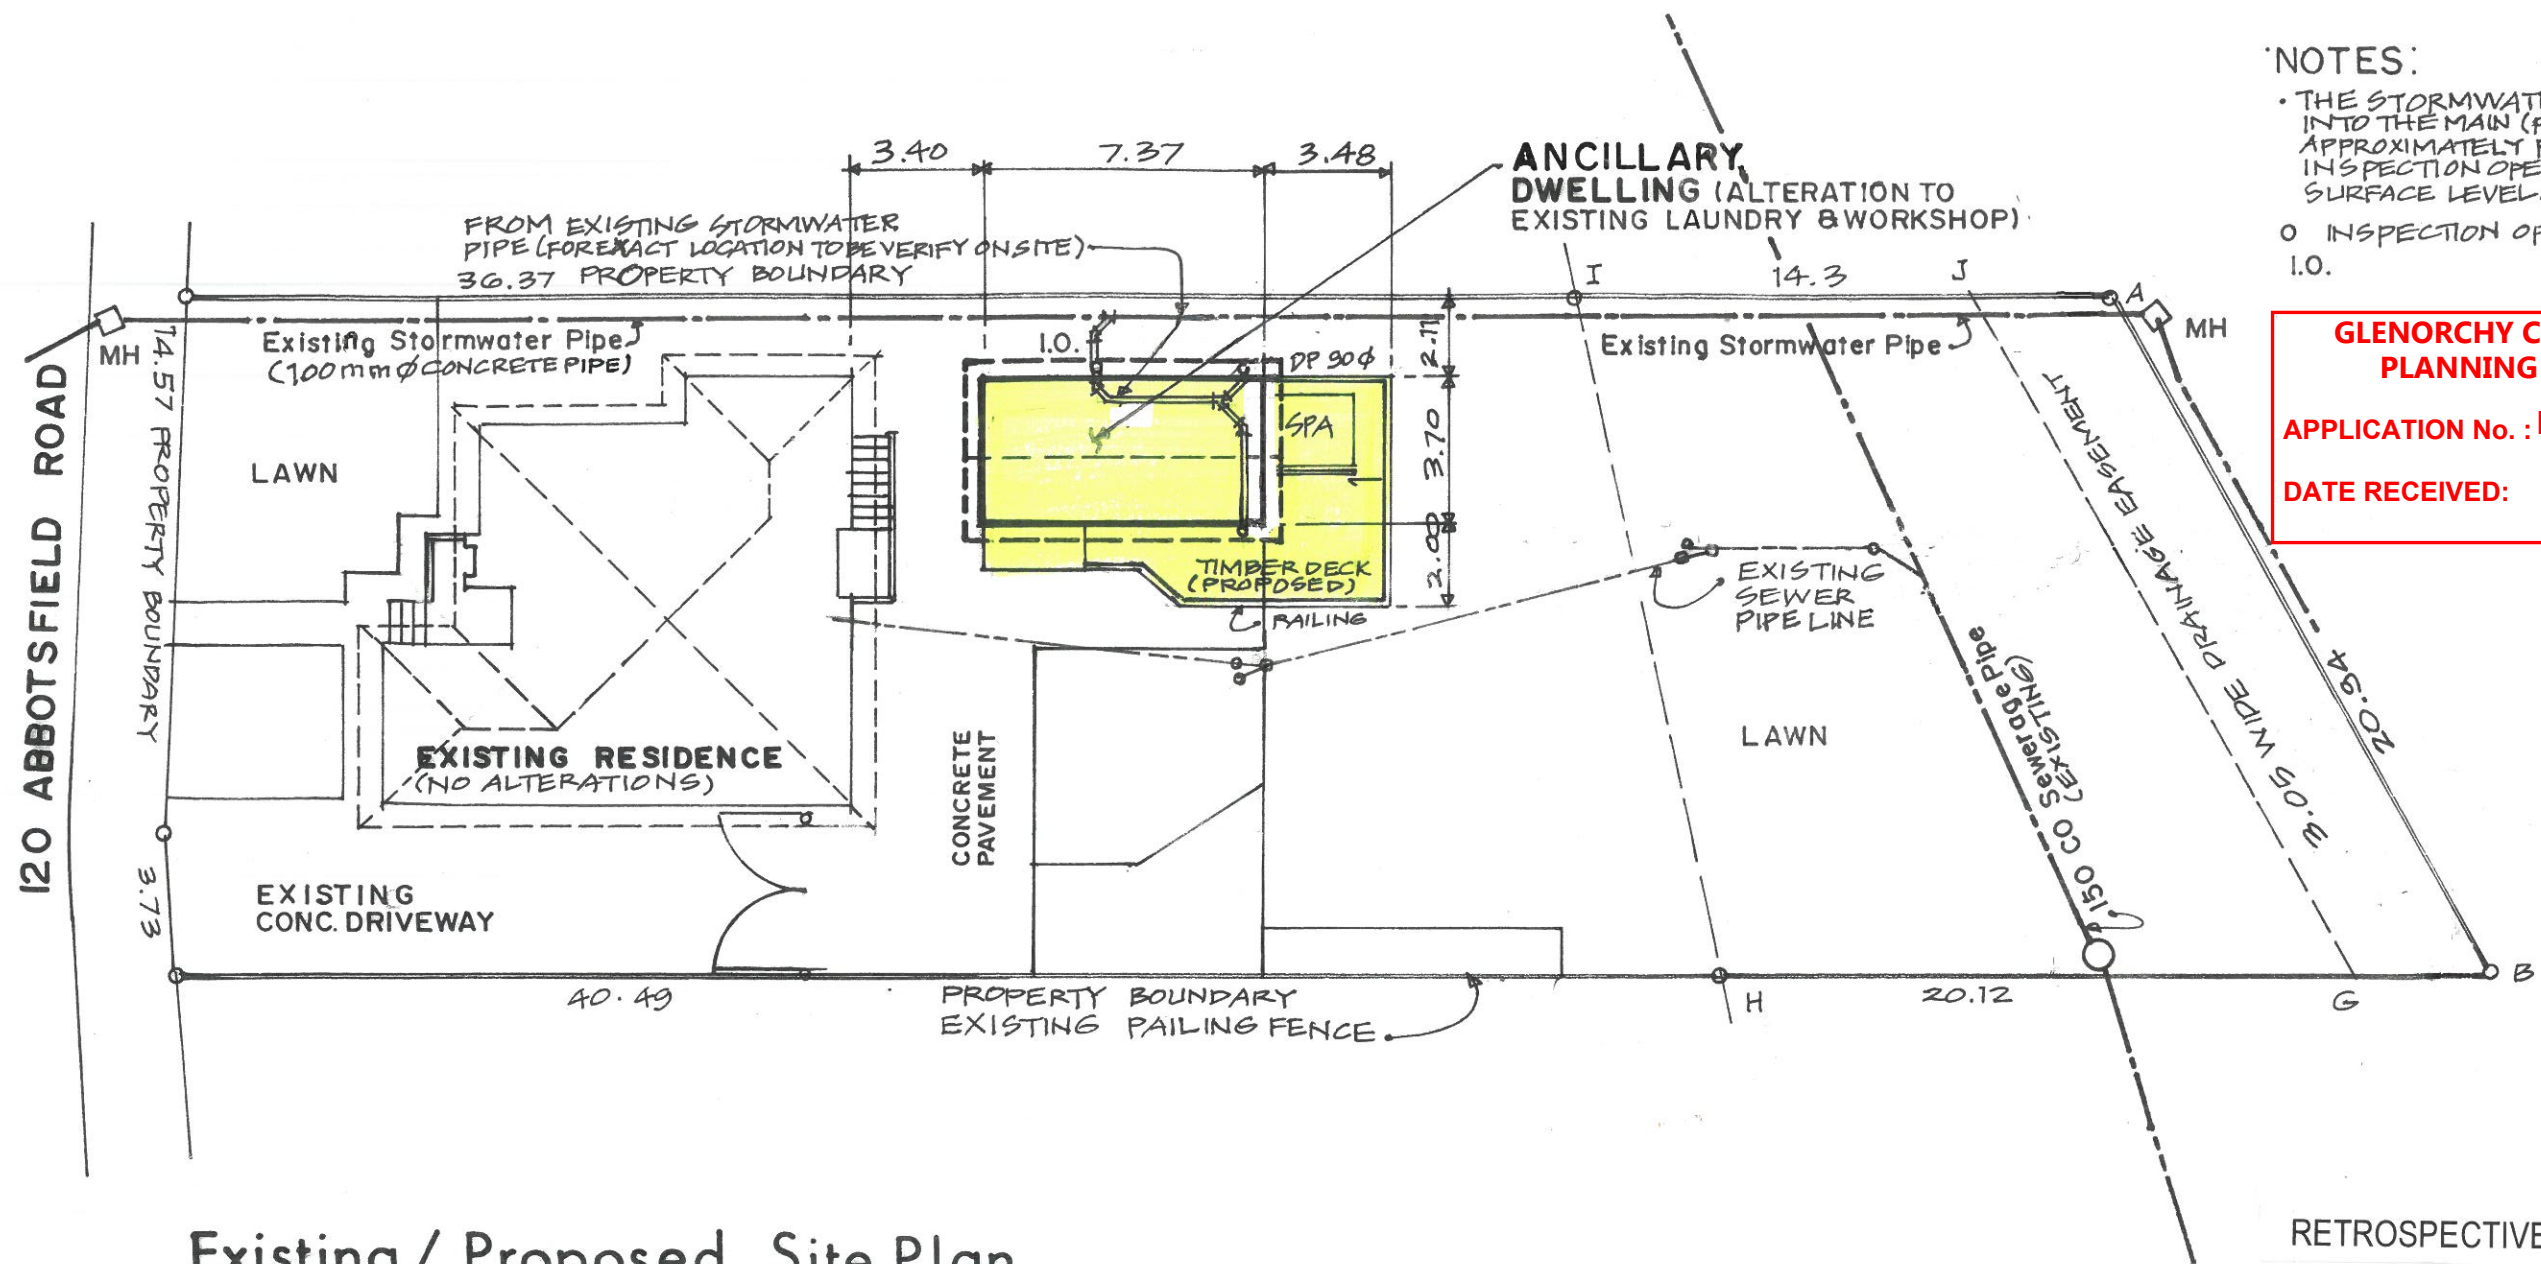 NOTES:
• THE STORMWAT
INTO THE MAIN (
APPROXIMATELY
INSPECTION OPE
SURFACE LEVEL.
O INSPECTION OP
I.O.
GLENORCHY C
PLANNING
APPLICATION No. :
DATE RECEIVED:
3.40
7.37
3.48
ANCILLARY
DWELLING (ALTERATION TO
EXISTING LAUNDRY & WORKSHOP)
FROM EXISTING STORMWATER
PIPE (FOR EXACT LOCATION TO BE VERIFY ON SITE)
36.37 PROPERTY BOUNDARY
I
14.3
J
A
MH
Existing Stormwater Pipe
(100mm Ø CONCRETE PIPE)
I.O.
DP 90 Ø
2.11
Existing Stormwater Pipe
MH
120 ABBOTSFIELD ROAD
14.57 PROPERTY BOUNDARY
LAWN
SPA
3.70
TIMBER DECK
(PROPOSED)
2.00
RAILING
EXISTING
SEWER
PIPE LINE
3.05 WIDE DRAINAGE EASEMENT
20.94
Ø 150 CO Sewerage Pipe
(EXISTING)
LAWN
EXISTING RESIDENCE
(NO ALTERATIONS)
CONCRETE
PAVEMENT
3.73
EXISTING
CONC. DRIVEWAY
40.49
PROPERTY BOUNDARY
EXISTING PAILING FENCE
H
20.12
G
B
Existing / Proposed Site Plan
RETROSPECTIVE